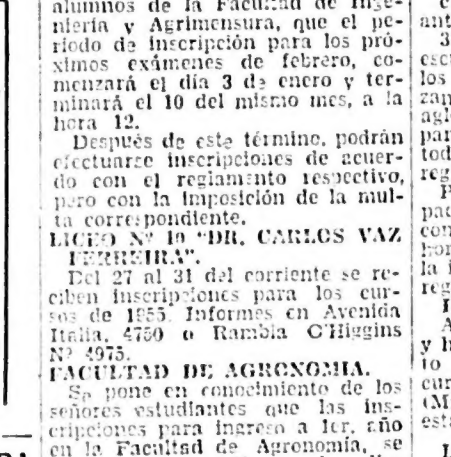 alumnos de la Facultad de Inge-
niería y Agrimensura, que el pe-
ríodo de inscripción para los pró-
ximos exámenes de febrero, co-
menzará el día 3 de enero y ter-
minará el 10 del mismo mes, a la
hora 12.
Después de este término, podrán
efectuarse inscripciones de acuer-
do con el reglamento respectivo,
pero con la imposición de la mul-
ta correspondiente.
LICEO Nº 10 "DR. CARLOS VAZ
FERREIRA".
Del 27 al 31 del corriente se re-
ciben inscripciones para los cur-
sos de 1955. Informes en Avenida
Italia, 4750 o Rambla O'Higgins
Nº 4975.
FACULTAD DE AGRONOMIA.
Se pone en conocimiento de los
señores estudiantes que las ins-
cripciones para ingreso a 1er. año
en la Facultad de Agronomía, se